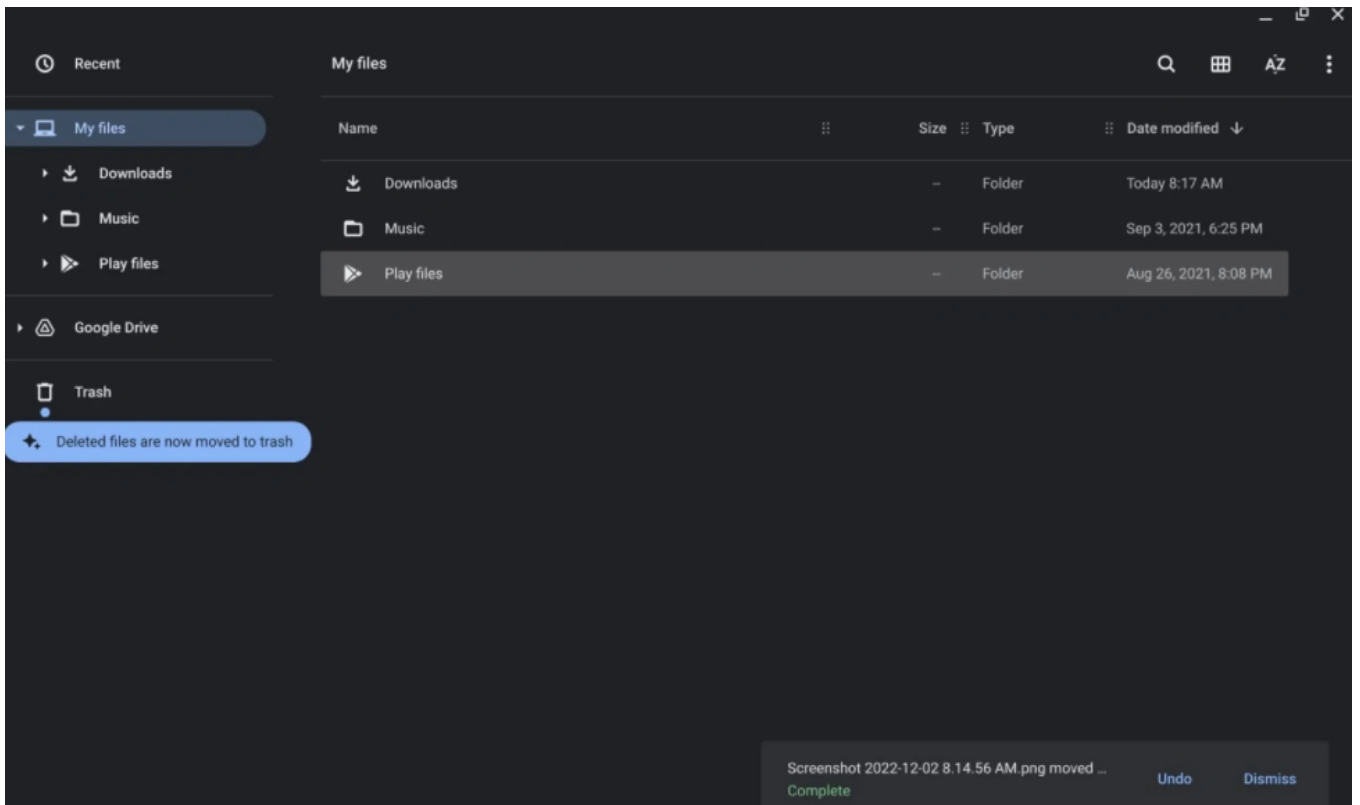 Recent
My files
Downloads
Music
Play files
Google Drive
Trash
Deleted files are now moved to trash
My files
AZ
Name Size Type Date modified
Downloads – Folder Today 8:17 AM
Music – Folder Sep 3, 2021, 6:25 PM
Play files – Folder Aug 26, 2021, 8:08 PM
Screenshot 2022-12-02 8.14.56 AM.png moved ...
Complete
Undo Dismiss